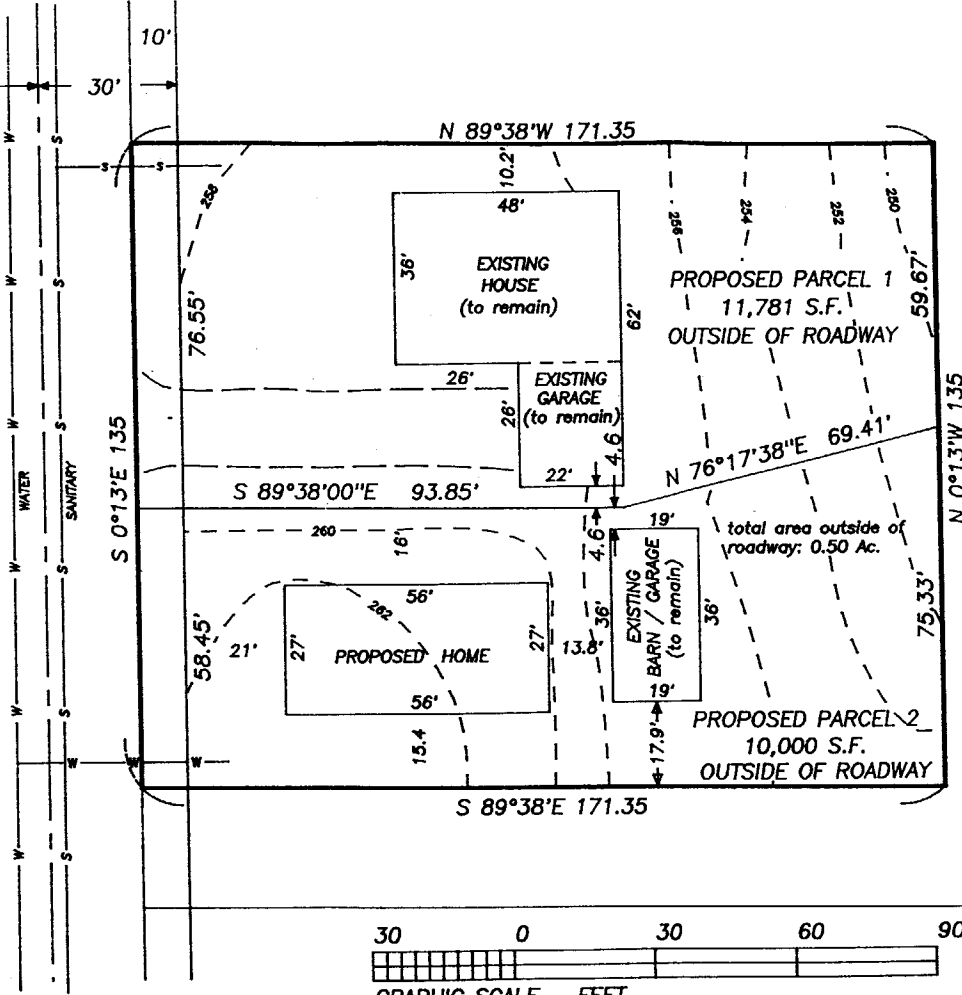 10'
30'
N 89°38'W 171.35
10.2'
48'
36'
EXISTING
HOUSE
(to remain)
62'
258
256
254
252
250
PROPOSED PARCEL 1
11,781 S.F.
OUTSIDE OF ROADWAY
59.67'
76.55'
26'
EXISTING
GARAGE
(to remain)
26'
22'
4.6
S 0°13'E 135
N 0°13'W 135
S 89°38'00"E 93.85'
N 76°17'38"E 69.41'
WATER
SANITARY
W
W
W
W
W
W
W
S
S
S
S
S
S
S
S
W
W
W
260
16'
4.6'
19'
total area outside of
roadway: 0.50 Ac.
56'
262
36'
EXISTING
BARN / GARAGE
(to remain)
36'
75.33'
58.45'
21'
27'
PROPOSED HOME
27'
13.8'
56'
19'
15.4
17.9'
PROPOSED PARCEL 2
10,000 S.F.
OUTSIDE OF ROADWAY
S 89°38'E 171.35
30 0 30 60 90
GRAPHIC SCALE FEET